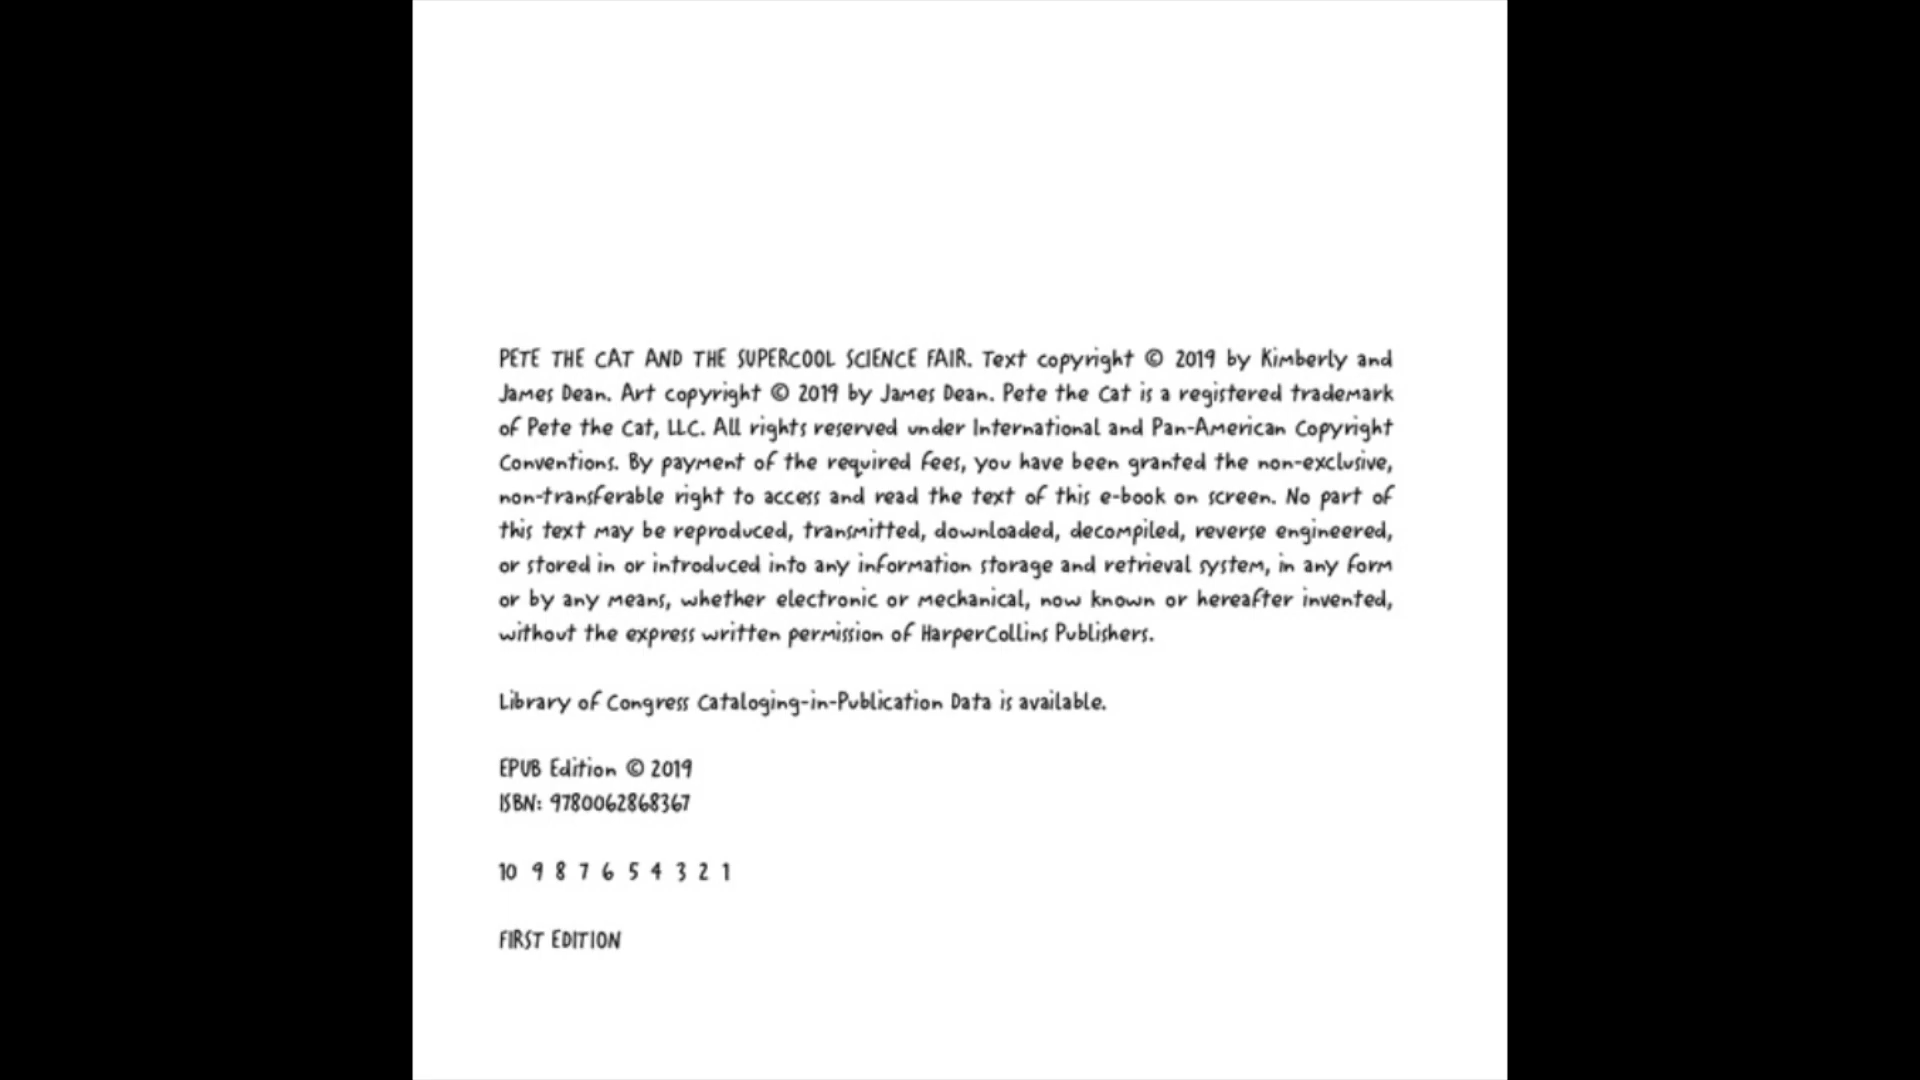 PETE THE CAT AND THE SUPERCOOL SCIENCE FAIR. Text copyright © 2019 by Kimberly and
James Dean. Art copyright © 2019 by James Dean. Pete the Cat is a registered trademark
of Pete the Cat, LLC. All rights reserved under International and Pan-American Copyright
Conventions. By payment of the required fees, you have been granted the non-exclusive,
non-transferable right to access and read the text of this e-book on screen. No part of
this text may be reproduced, transmitted, downloaded, decompiled, reverse engineered,
or stored in or introduced into any information storage and retrieval system, in any form
or by any means, whether electronic or mechanical, now known or hereafter invented,
without the express written permission of HarperCollins Publishers.
Library of Congress Cataloging-in-Publication Data is available.
EPUB Edition © 2019
ISBN: 9780062868367
10 9 8 7 6 5 4 3 2 1
FIRST EDITION